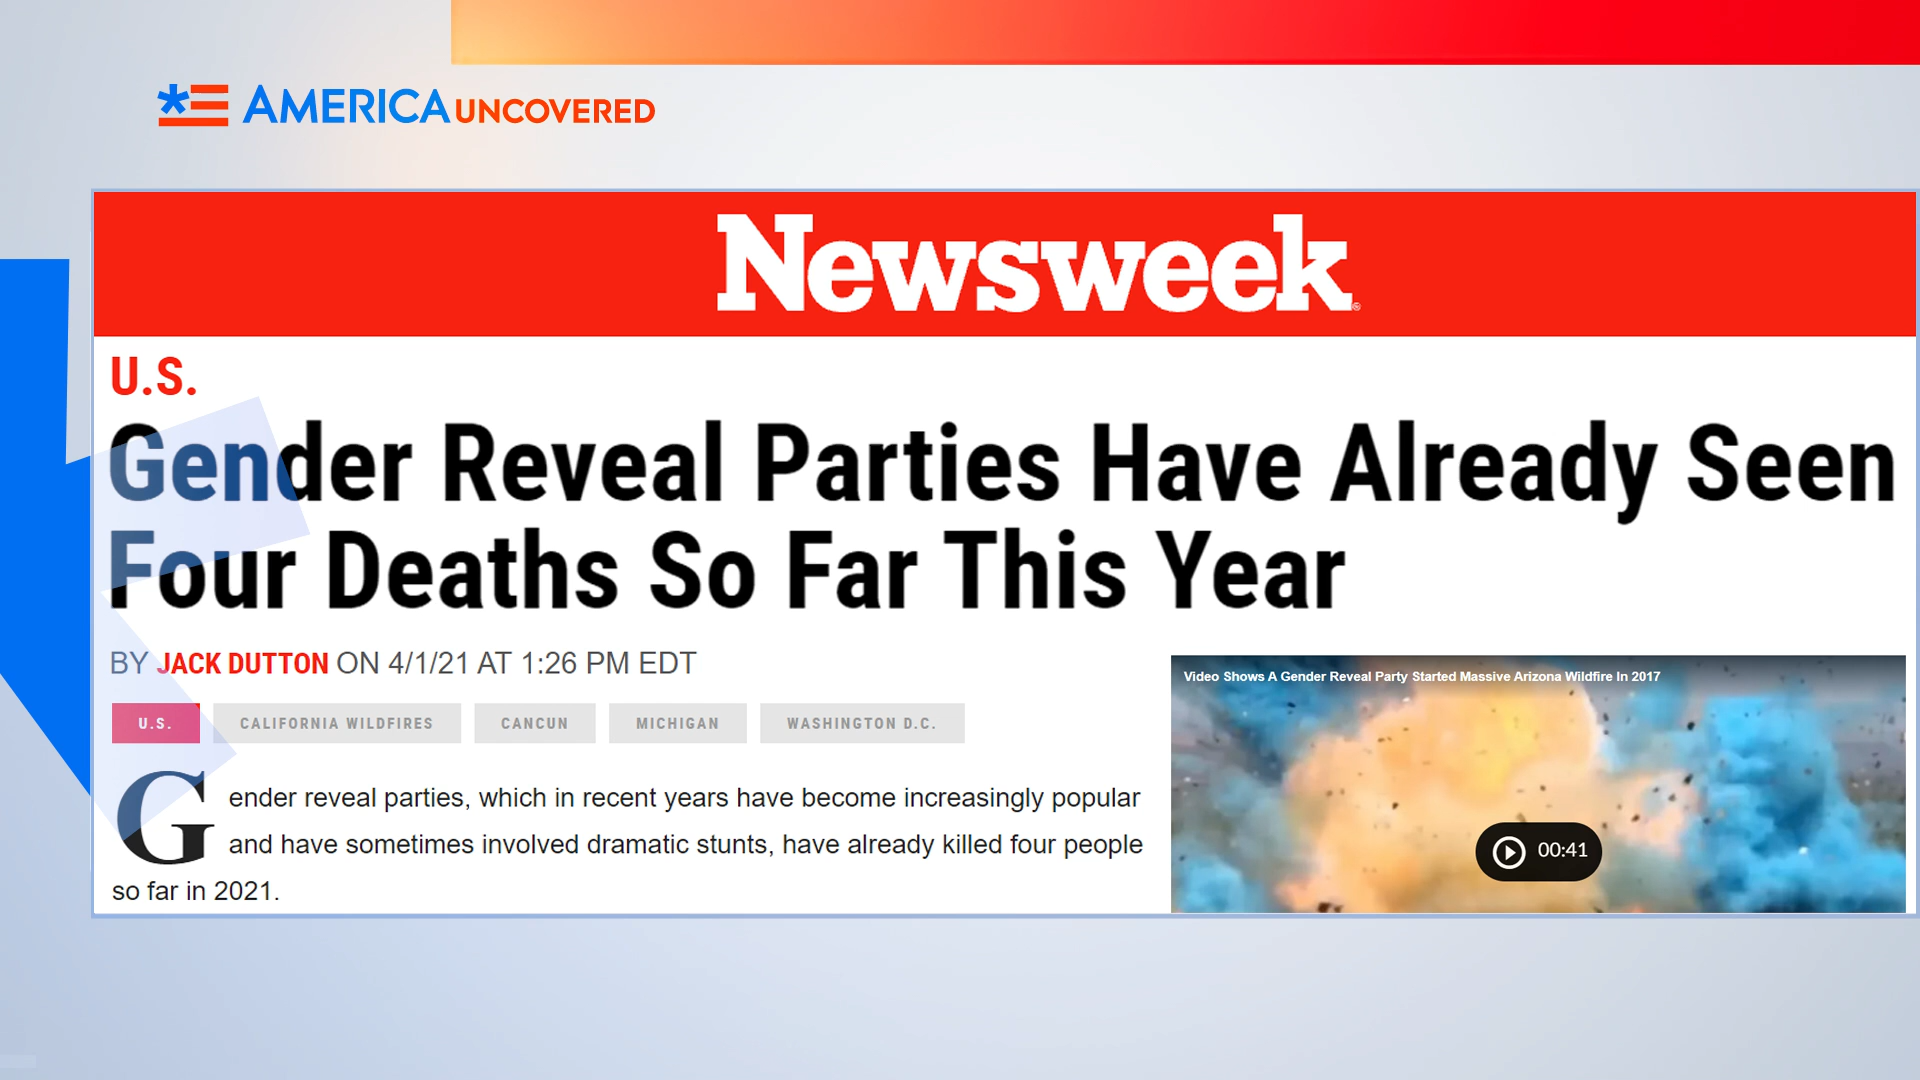 AMERICA UNCOVERED
Newsweek
U.S.
Gender Reveal Parties Have Already Seen
Four Deaths So Far This Year
BY JACK DUTTON ON 4/1/21 AT 1:26 PM EDT
U.S. CALIFORNIA WILDFIRES CANCUN MICHIGAN WASHINGTON D.C.
Gender reveal parties, which in recent years have become increasingly popular
and have sometimes involved dramatic stunts, have already killed four people
so far in 2021.
Video Shows A Gender Reveal Party Started Massive Arizona Wildfire In 2017
00:41